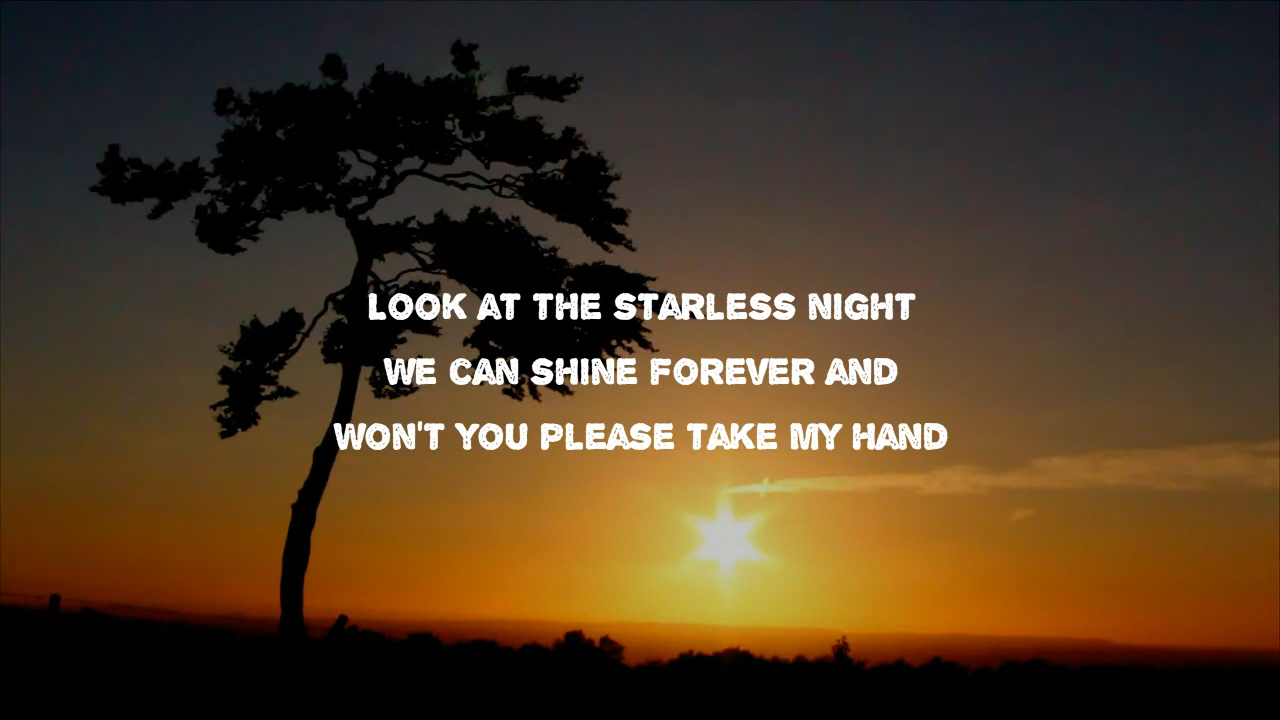 LOOK AT THE STARLESS NIGHT
WE CAN SHINE FOREVER AND
WON'T YOU PLEASE TAKE MY HAND